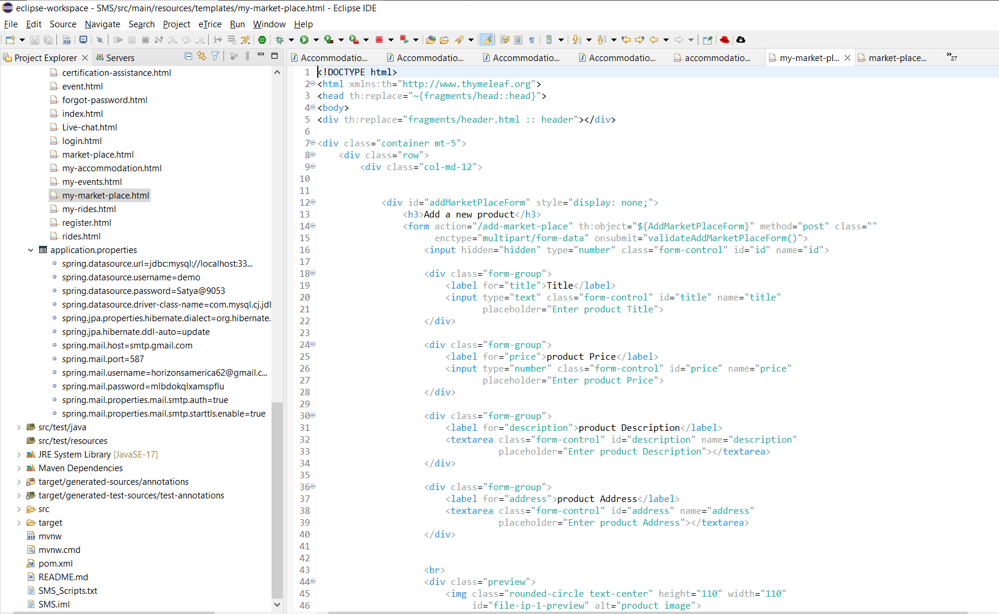 eclipse-workspace - SMS/src/main/resources/templates/my-market-place.html - Eclipse IDE
File Edit Source Navigate Search Project eTrice Run Window Help
Project Explorer Servers
certification-assistance.html
event.html
forgot-password.html
index.html
Live-chat.html
login.html
market-place.html
my-accommodation.html
my-events.html
my-market-place.html
my-rides.html
register.html
rides.html
application.properties
spring.datasource.url=jdbc:mysql://localhost:33...
spring.datasource.username=demo
spring.datasource.password=Satya@9053
spring.datasource.driver-class-name=com.mysql.cj.jdb
spring.jpa.properties.hibernate.dialect=org.hibernate.
spring.jpa.hibernate.ddl-auto=update
spring.mail.host=smtp.gmail.com
spring.mail.port=587
spring.mail.username=horizonsamerica62@gmail.c...
spring.mail.password=mlbdokqlxamspflu
spring.mail.properties.mail.smtp.auth=true
spring.mail.properties.mail.smtp.starttls.enable=true
src/test/java
src/test/resources
JRE System Library [JavaSE-17]
Maven Dependencies
target/generated-sources/annotations
target/generated-test-sources/test-annotations
src
target
mvnw
mvnw.cmd
pom.xml
README.md
SMS_Scripts.txt
SMS.iml
Accommodatio... Accommodatio... Accommodatio... Accommodatio... accommodatio... my-market-pl... market-place... »27
1 <!DOCTYPE html>
2 <html xmlns:th="http://www.thymeleaf.org">
3 <head th:replace="~{fragments/head::head}">
4 <body>
5 <div th:replace="fragments/header.html :: header"></div>
6
7 <div class="container mt-5">
8 <div class="row">
9 <div class="col-md-12">
10
11
12 <div id="addMarketPlaceForm" style="display: none;">
13 <h3>Add a new product</h3>
14 <form action="/add-market-place" th:object="${AddMarketPlaceForm}" method="post" class=""
15 enctype="multipart/form-data" onsubmit="validateAddMarketPlaceForm()">
16 <input hidden="hidden" type="number" class="form-control" id="id" name="id">
17
18 <div class="form-group">
19 <label for="title">Title</label>
20 <input type="text" class="form-control" id="title" name="title"
21 placeholder="Enter product Title">
22 </div>
23
24 <div class="form-group">
25 <label for="price">product Price</label>
26 <input type="number" class="form-control" id="price" name="price"
27 placeholder="Enter product Price">
28 </div>
29
30 <div class="form-group">
31 <label for="description">product Description</label>
32 <textarea class="form-control" id="description" name="description"
33 placeholder="Enter product Description"></textarea>
34 </div>
35
36 <div class="form-group">
37 <label for="address">product Address</label>
38 <textarea class="form-control" id="address" name="address"
39 placeholder="Enter product Address"></textarea>
40 </div>
41
42
43 <br>
44 <div class="preview">
45 <img class="rounded-circle text-center" height="110" width="110"
46 id="file-ip-1-preview" alt="product image">